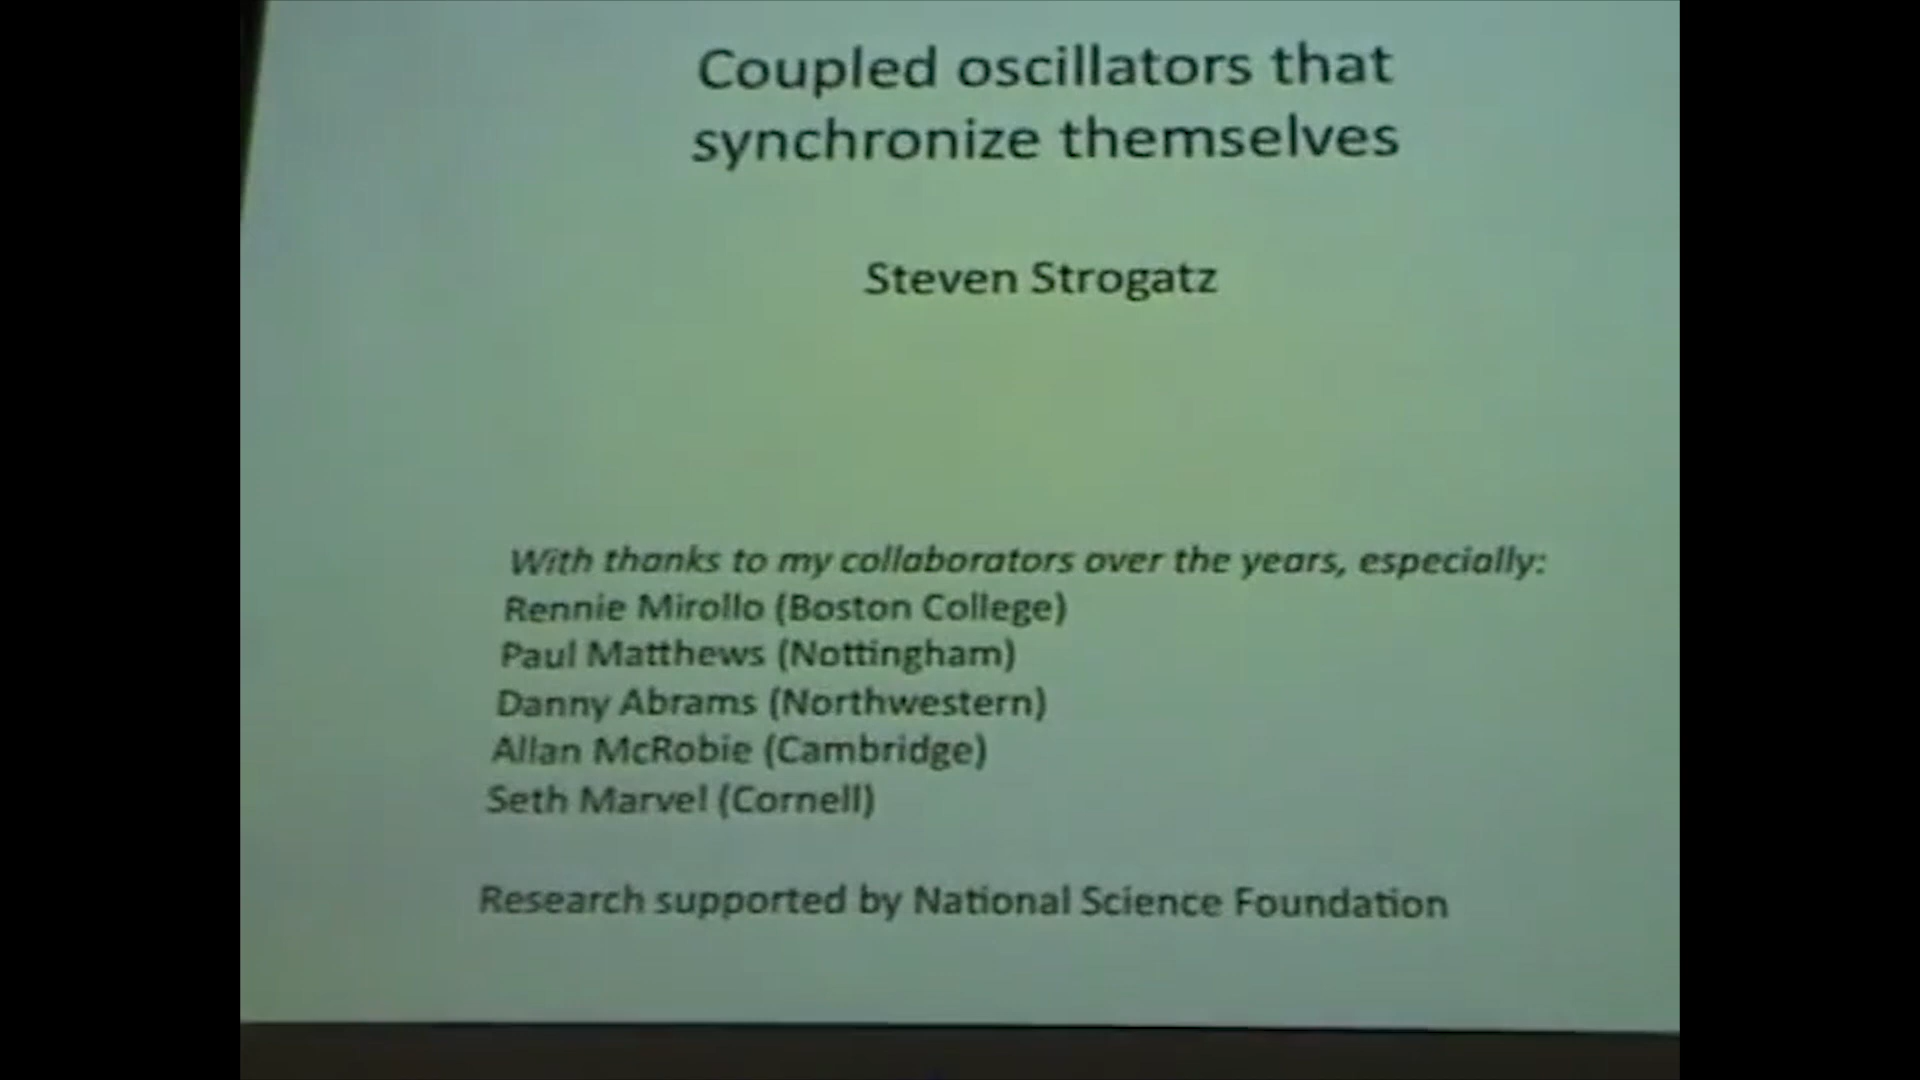 Coupled oscillators that
synchronize themselves
Steven Strogatz
With thanks to my collaborators over the years, especially:
Rennie Mirollo (Boston College)
Paul Matthews (Nottingham)
Danny Abrams (Northwestern)
Allan McRobie (Cambridge)
Seth Marvel (Cornell)
Research supported by National Science Foundation